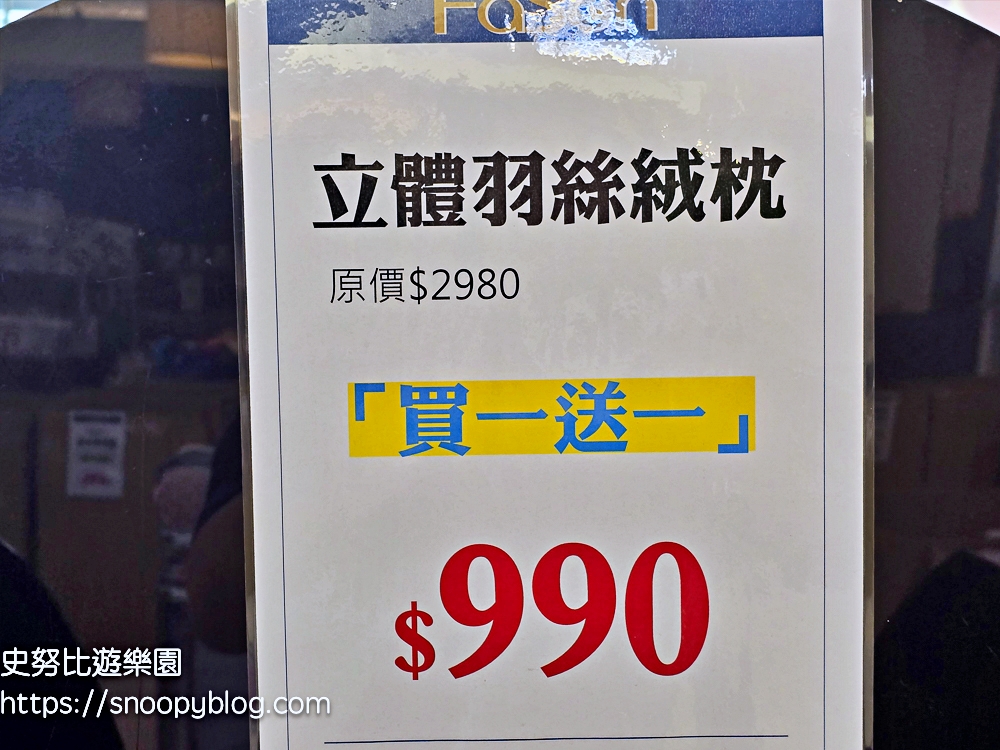 Fasen
立體羽絲絨枕
原價$2980
「買一送一」
$990
史努比遊樂園
https://snoopyblog.com